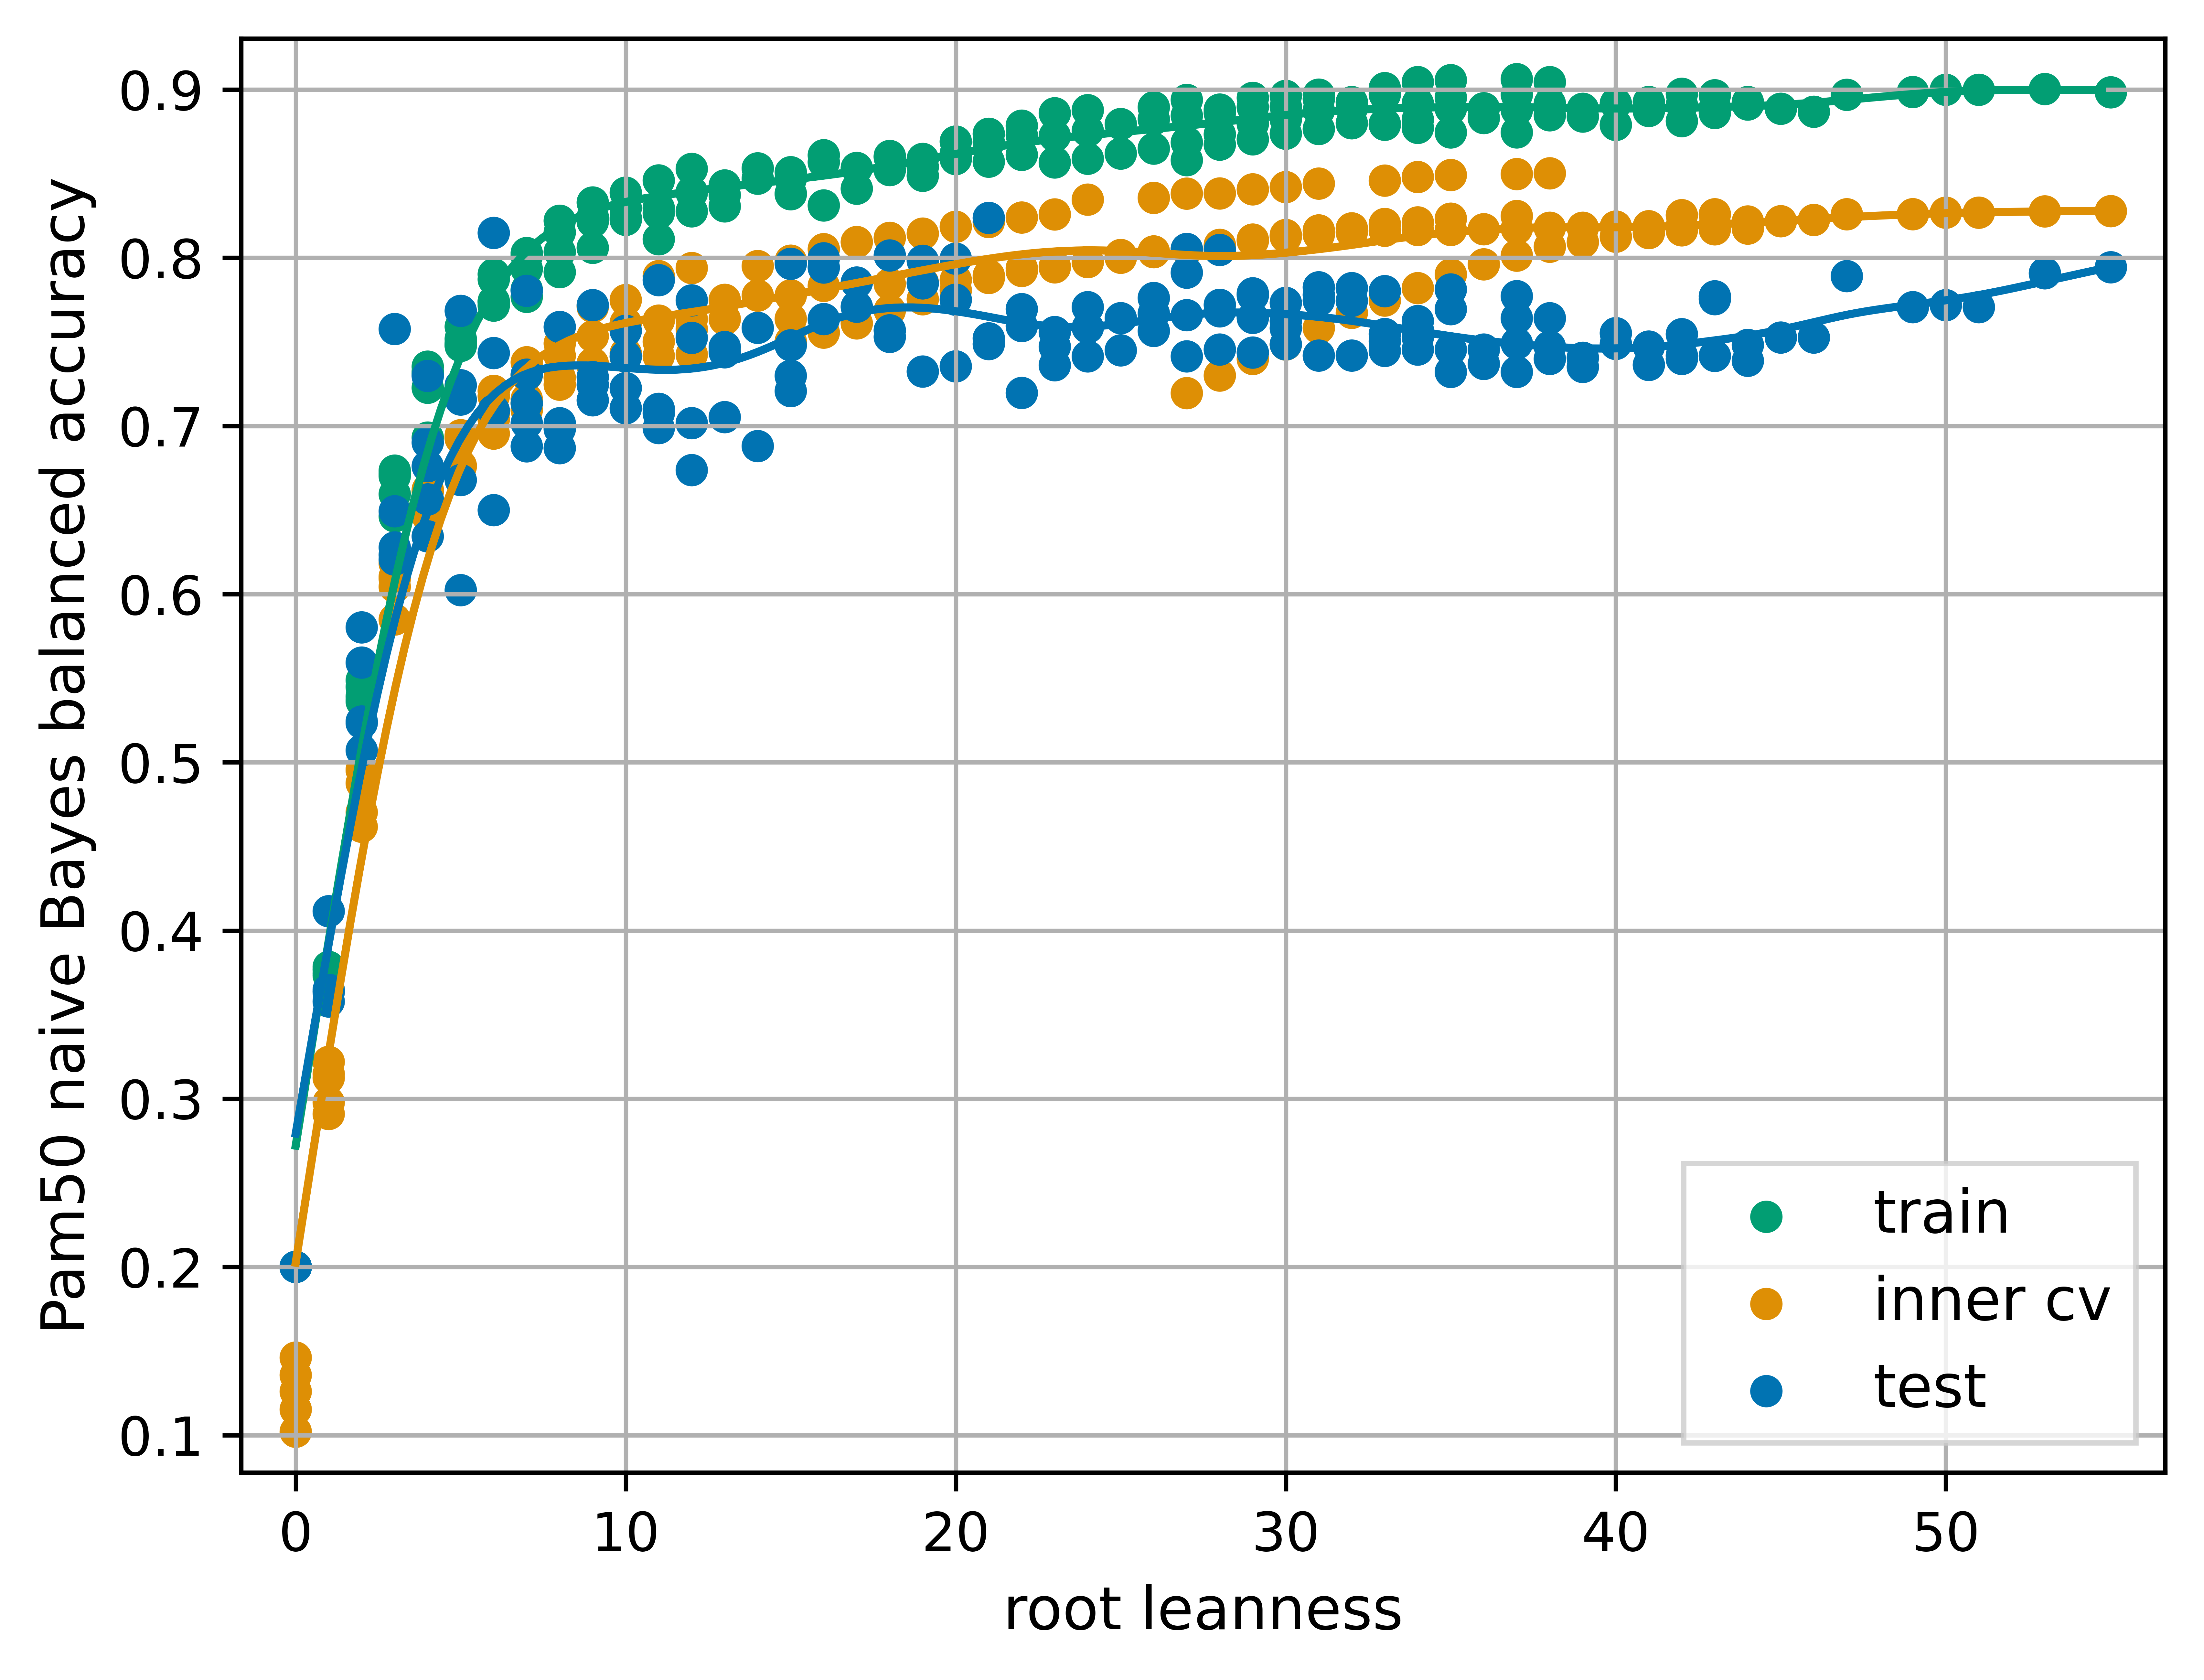 Pam50 naive Bayes balanced accuracy
0.9
0.8
0.7
0.6
0.5
0.4
0.3
0.2
0.1
0 10 20 30 40 50
root leanness
train
inner cv
test